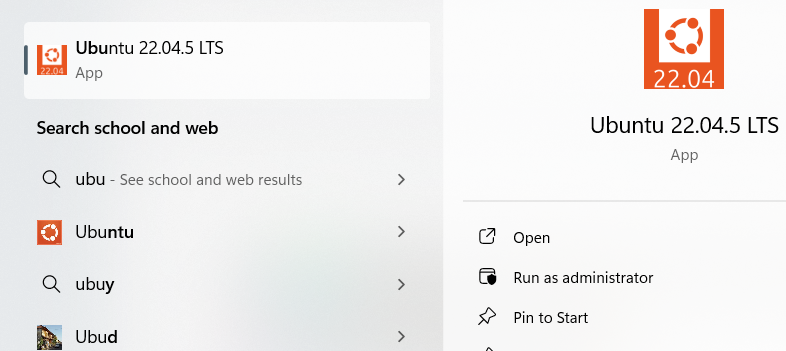 Ubuntu 22.04.5 LTS
App
22.04
Search school and web
ubu - See school and web results
Ubuntu
ubuy
Ubud
22.04
Ubuntu 22.04.5 LTS
App
Open
Run as administrator
Pin to Start